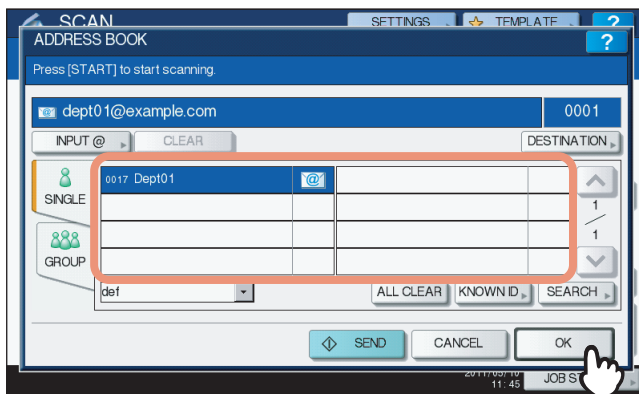 SCAN
SETTINGS
TEMPLATE
?
ADDRESS BOOK
?
Press [START] to start scanning.
dept01@example.com
0001
INPUT @
CLEAR
DESTINATION
SINGLE
0017 Dept01
@
1
1
GROUP
def
ALL CLEAR
KNOWN ID
SEARCH
SEND
CANCEL
OK
11:45
JOB ST